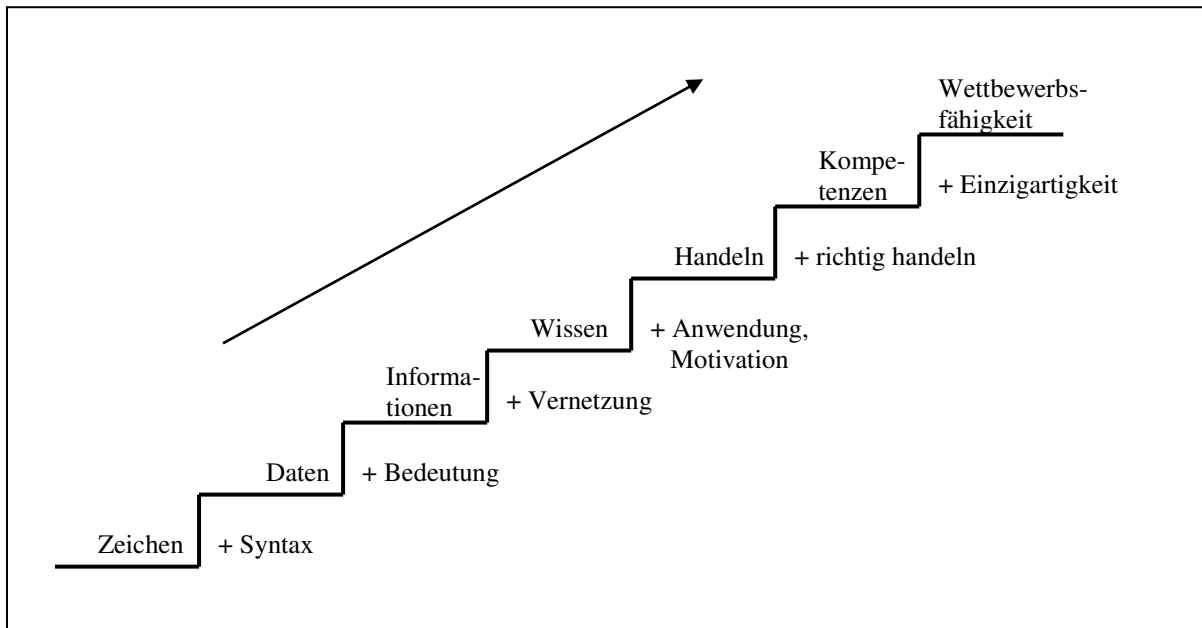 Wettbewerbs-
fähigkeit
Kompe-
tenzen
+ Einzigartigkeit
Handeln
+ richtig handeln
Wissen
+ Anwendung,
Motivation
Informa-
tionen
+ Vernetzung
Daten
+ Bedeutung
Zeichen
+ Syntax